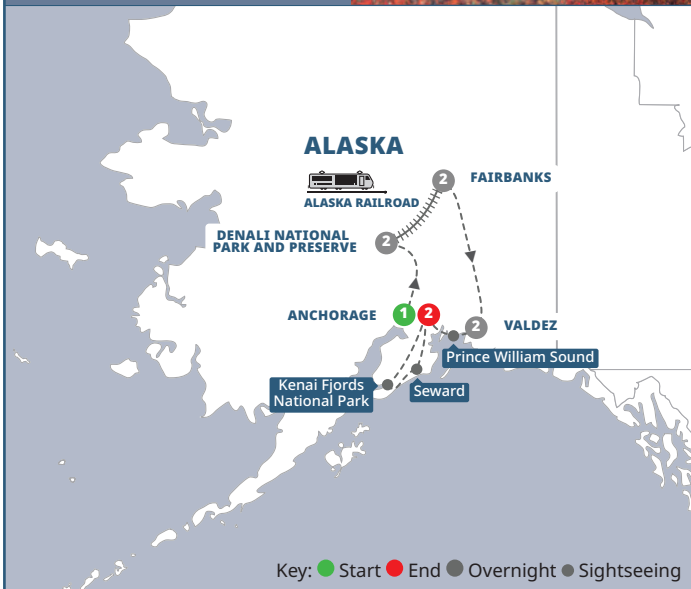 ALASKA
ALASKA RAILROAD
2
FAIRBANKS
DENALI NATIONAL
PARK AND PRESERVE
2
ANCHORAGE
1
2
2
VALDEZ
Prince William Sound
Kenai Fjords
National Park
Seward
Key: Start End Overnight Sightseeing